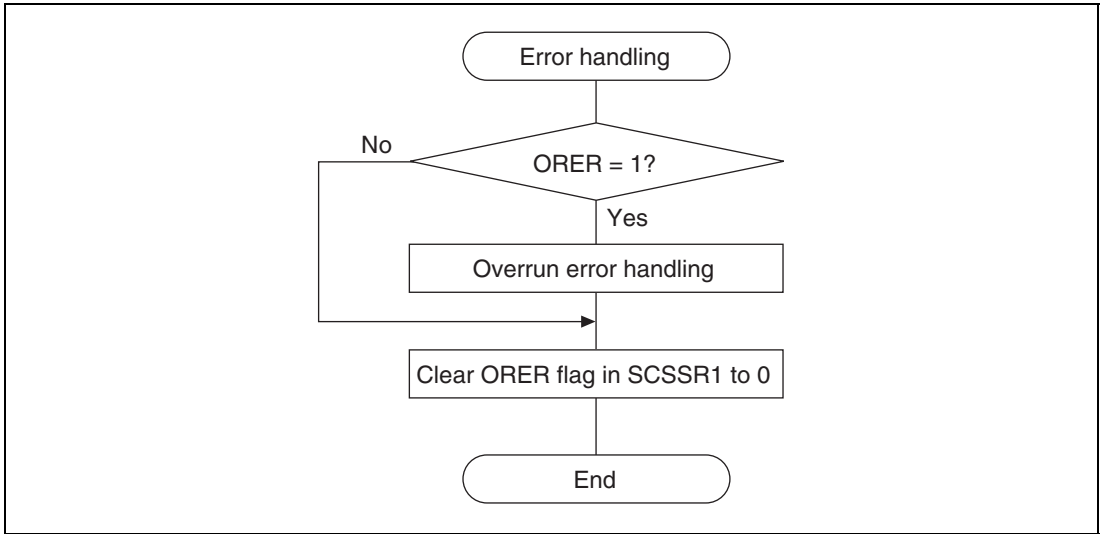 Error handling
No
ORER = 1?
Yes
Overrun error handling
Clear ORER flag in SCSSR1 to 0
End